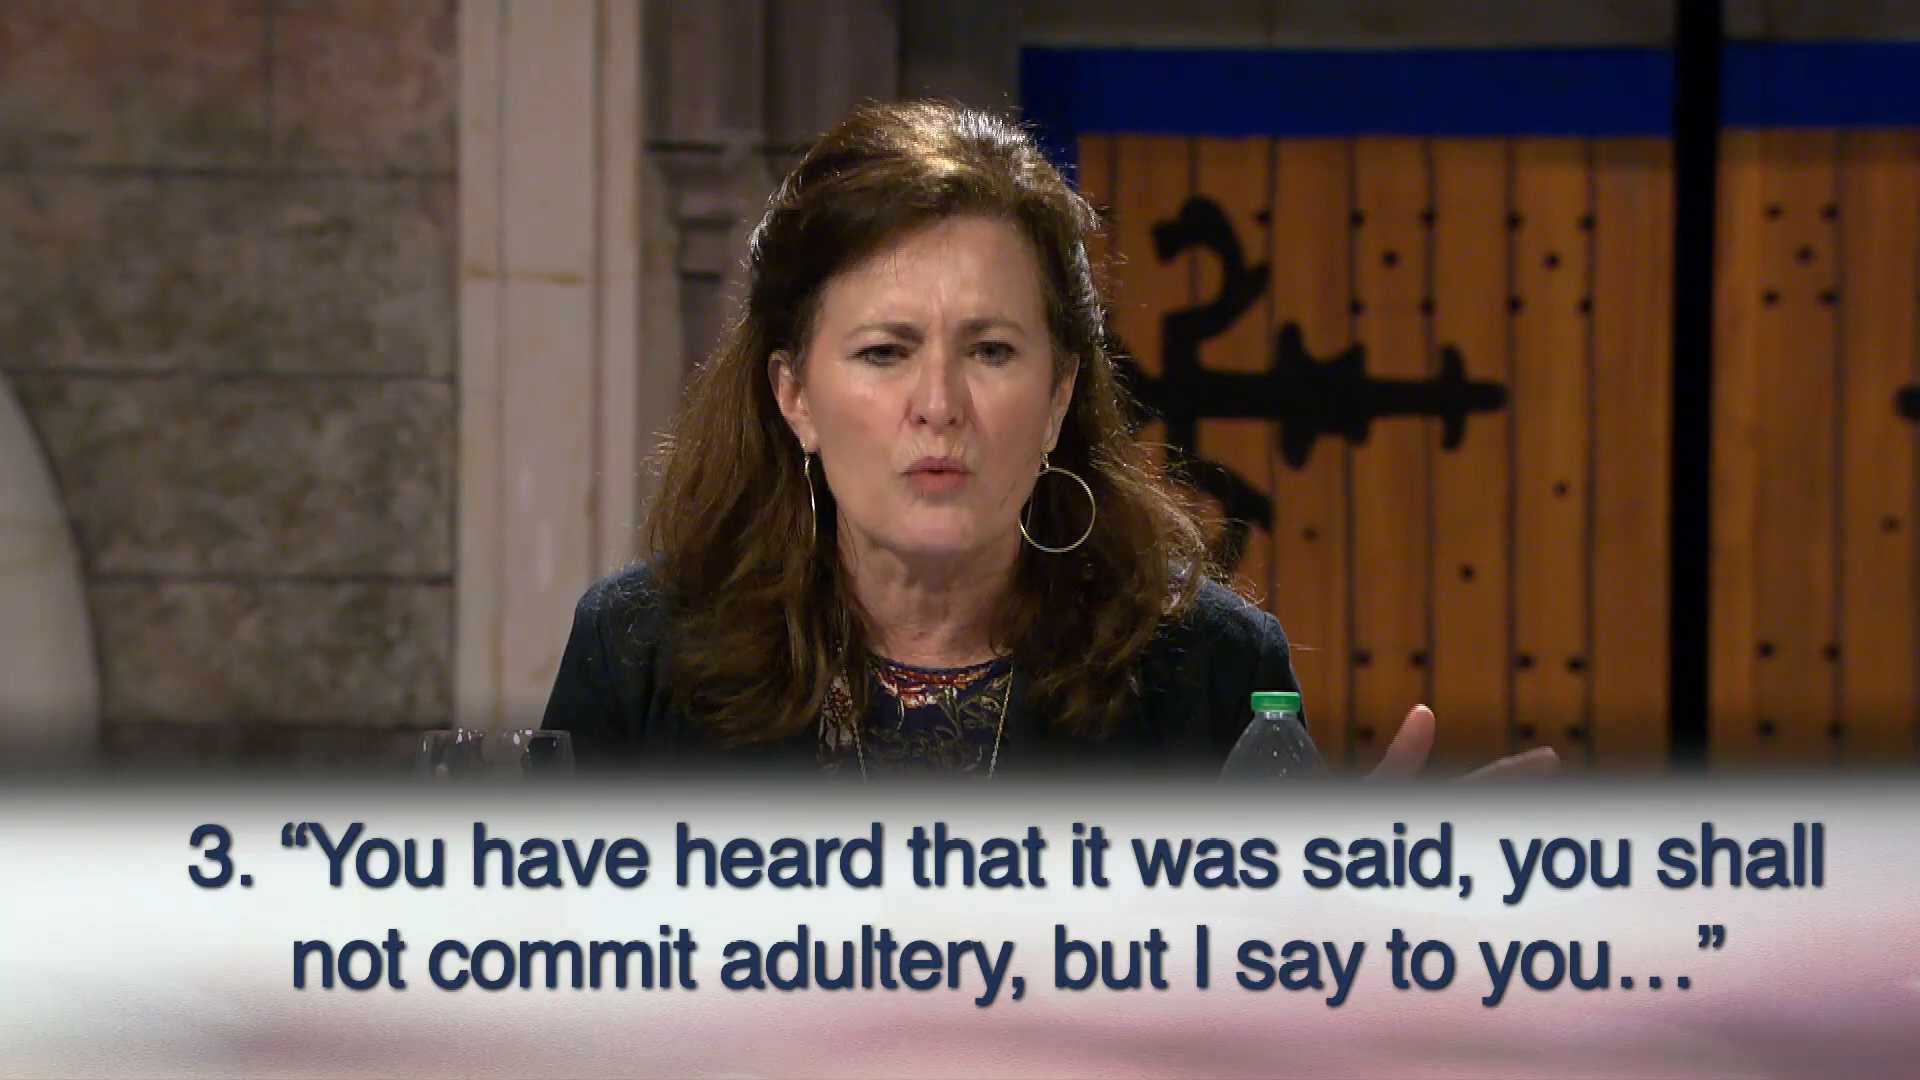 3. “You have heard that it was said, you shall
not commit adultery, but I say to you…”